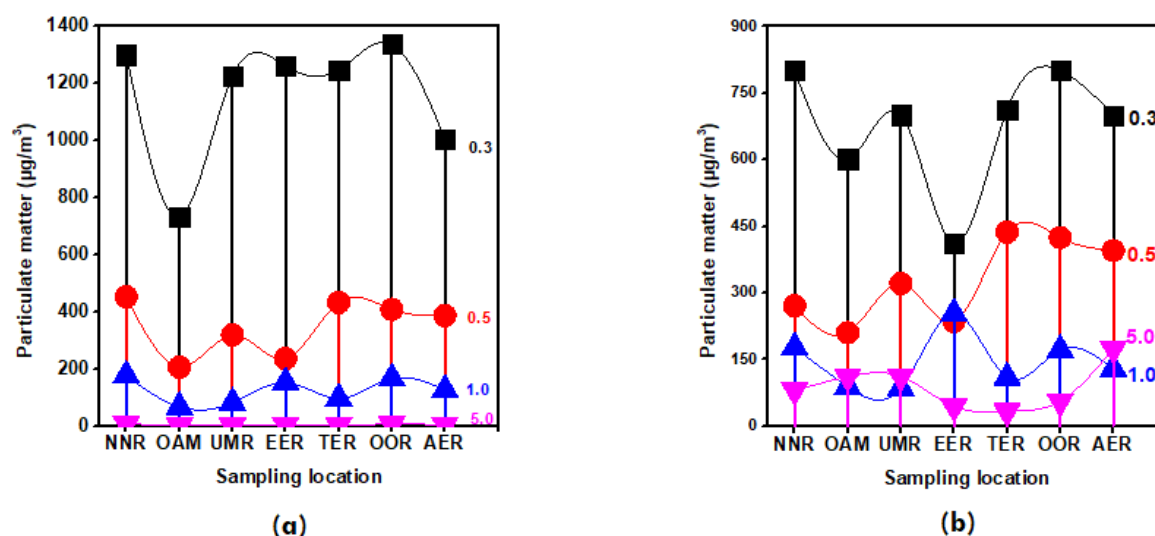 1400
1200
1000
800
600
400
200
0
Particulate matter (µg/m³)
0.3
0.5
1.0
5.0
NNR OAM UMR EER TER OOR AER
Sampling location
(a)
900
750
600
450
300
150
0
Particulate matter (µg/m³)
0.3
0.5
5.0
1.0
NNR OAM UMR EER TER OOR AER
Sampling location
(b)